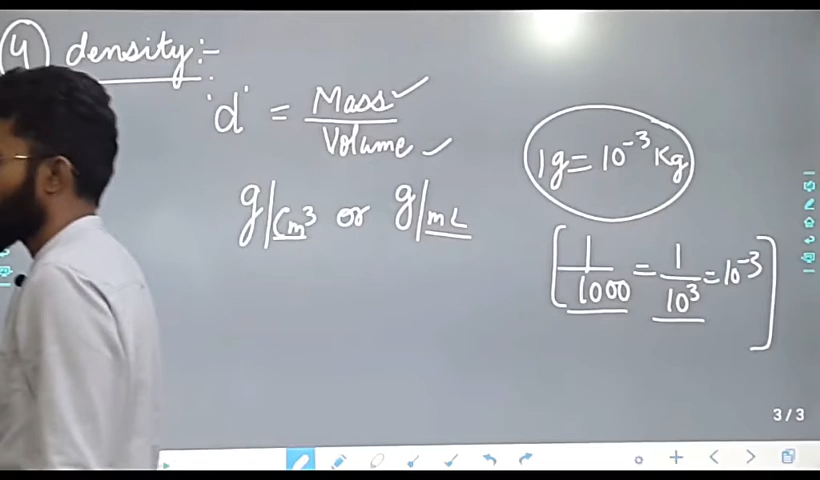 4 density:-
'd' = Mass / Volume
g/cm³ or g/mL
1g = 10⁻³ Kg
[1/1000 = 1/10³ = 10⁻³]
3/3